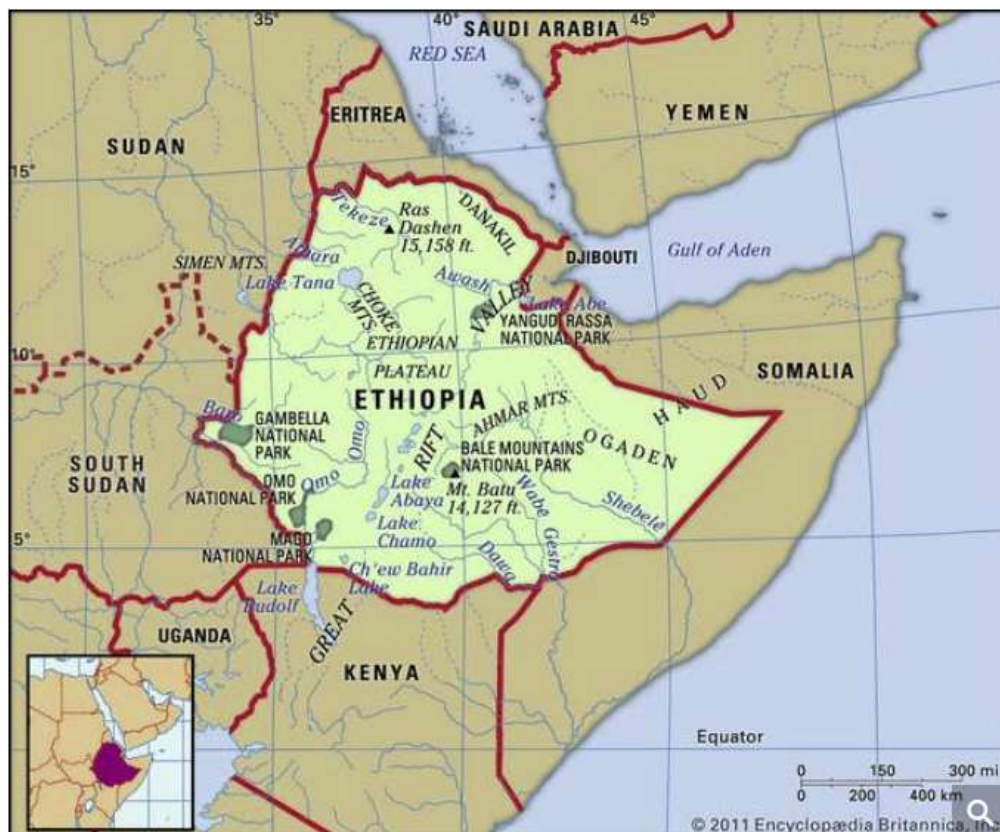 35°
40°
45°
SAUDI ARABIA
RED SEA
ERITREA
YEMEN
SUDAN
15°
Tekeze
Ras
Dashen
15,158 ft.
DANAKIL
DJIBOUTI
Gulf of Aden
Atbara
SIMEN MTS.
Lake Tana
Awash
CHOKE
MTS.
VALLEY
Lake Abe
YANGUDI RASSA
NATIONAL PARK
ETHIOPIAN
PLATEAU
10°
SOMALIA
ETHIOPIA
HAUD
AHMAR MTS.
OGADEN
Baro
GAMBELLA
NATIONAL
PARK
Omo
RIFT
BALE MOUNTAINS
NATIONAL PARK
SOUTH
SUDAN
OMO
NATIONAL PARK
Omo
Lake
Abaya
Mt. Batu
14,127 ft.
Wabe
Gestro
Shebele
MAGO
NATIONAL PARK
Lake
Chamo
5°
Dawa
Ch'ew Bahir
Lake
Lake
Rudolf
GREAT
UGANDA
KENYA
Equator
0 150 300 mi
0 200 400 km
© 2011 Encyclopædia Britannica,